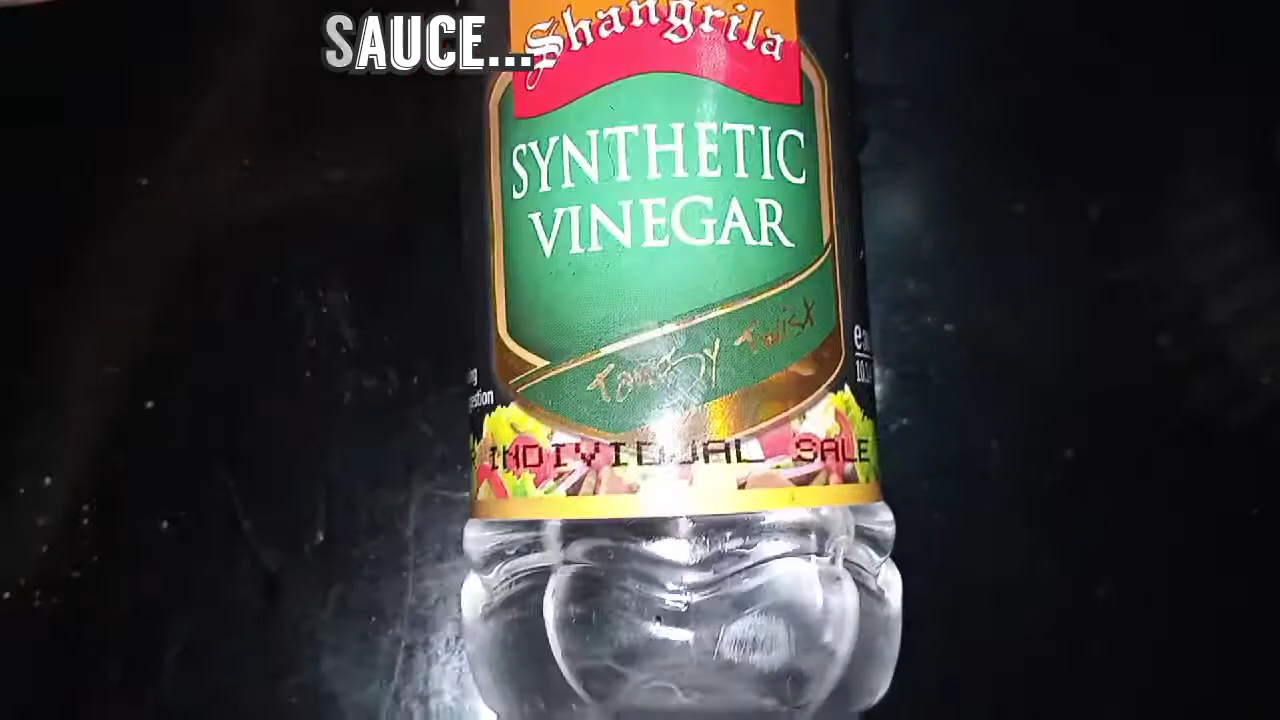 SAUCE...
Shangrila
SYNTHETIC
VINEGAR
Tangy Twist
INDIVIDUAL SALE